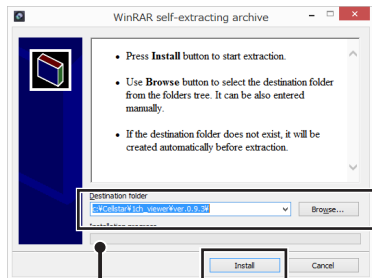 WinRAR self-extracting archive
• Press Install button to start extraction.
• Use Browse button to select the destination folder
from the folders tree. It can be also entered
manually.
• If the destination folder does not exist, it will be
created automatically before extraction.
Destination folder
c:¥Cellstar¥1ch_viewer¥ver.0.9.3¥
Browse...
Installation progress
Install
Cancel